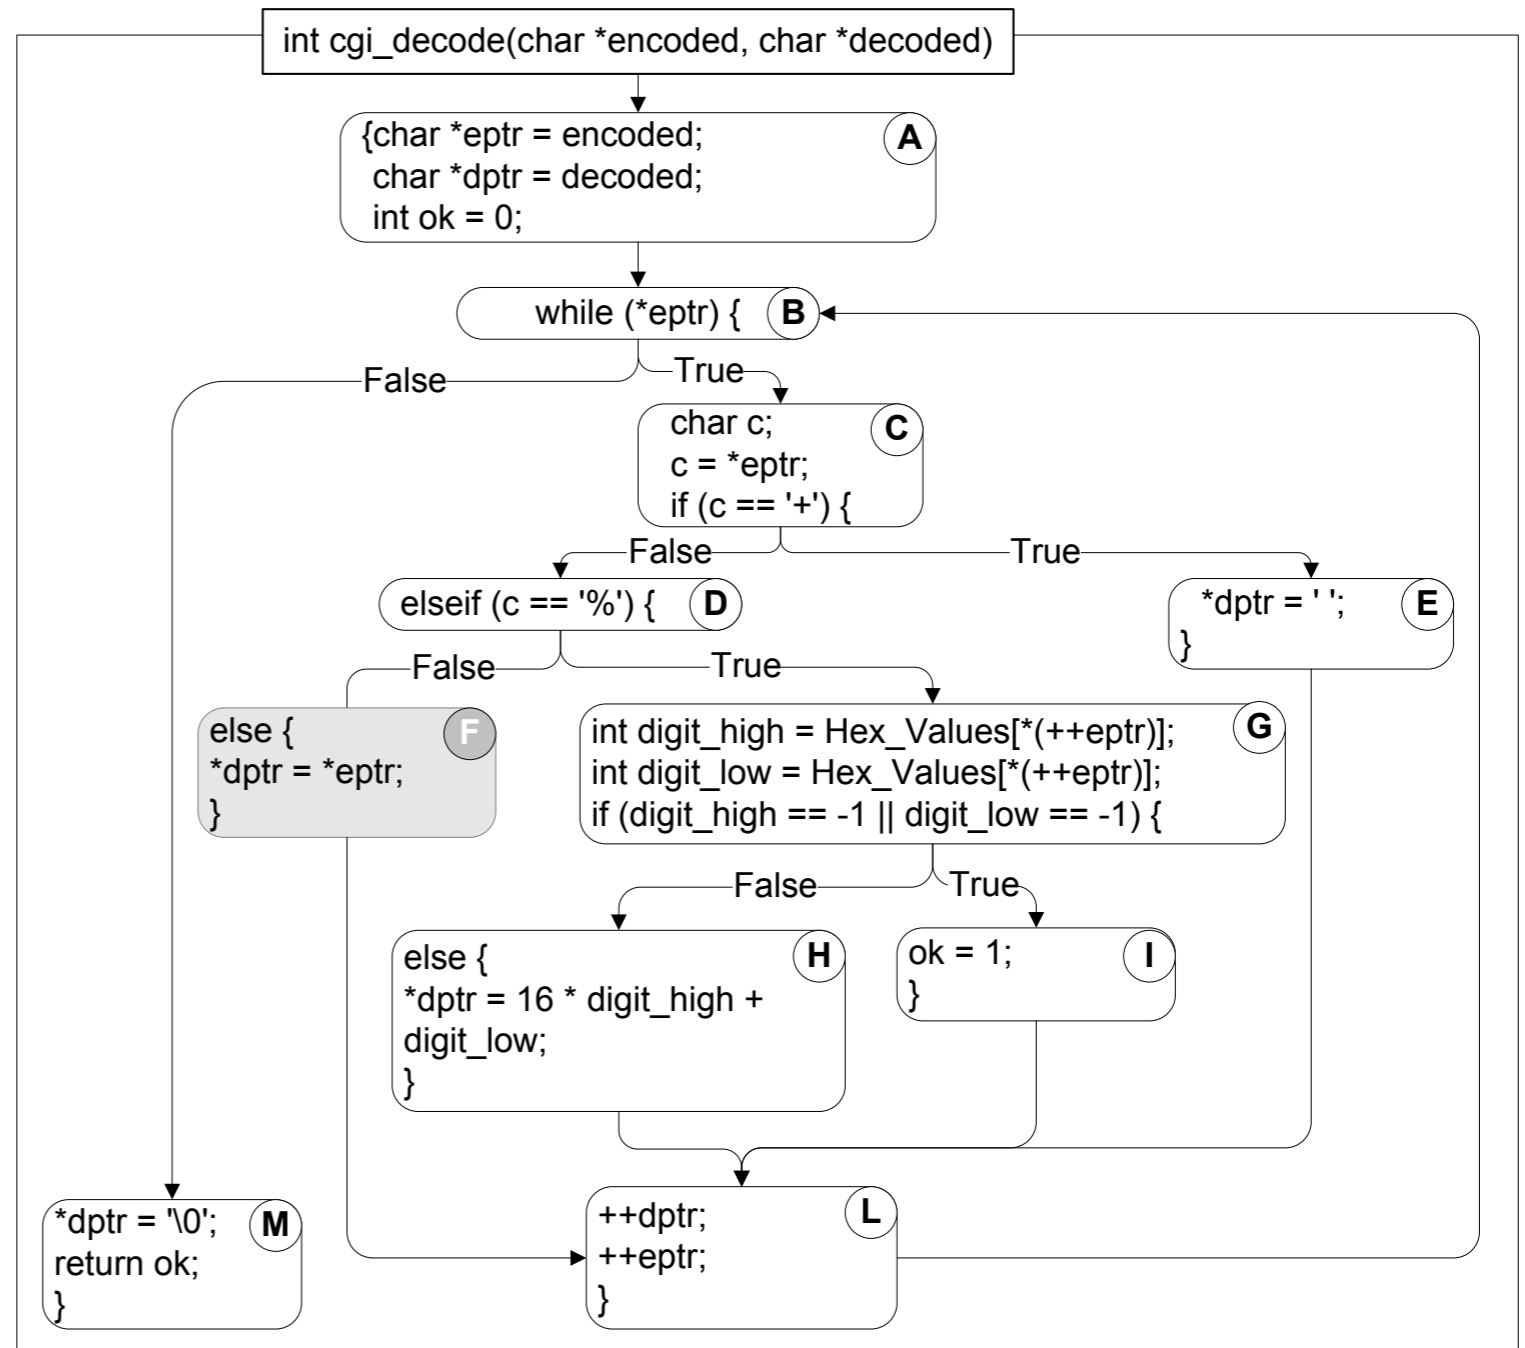 int cgi_decode(char *encoded, char *decoded)
{char *eptr = encoded;
char *dptr = decoded;
int ok = 0;
A
while (*eptr) {
B
False
True
char c;
c = *eptr;
if (c == '+') {
C
False
True
elseif (c == '%') {
D
*dptr = ' ';
}
E
False
True
else {
*dptr = *eptr;
}
F
int digit_high = Hex_Values[*(++eptr)];
int digit_low = Hex_Values[*(++eptr)];
if (digit_high == -1 || digit_low == -1) {
G
False
True
else {
*dptr = 16 * digit_high +
digit_low;
}
H
ok = 1;
}
I
*dptr = '\0';
return ok;
}
M
++dptr;
++eptr;
}
L